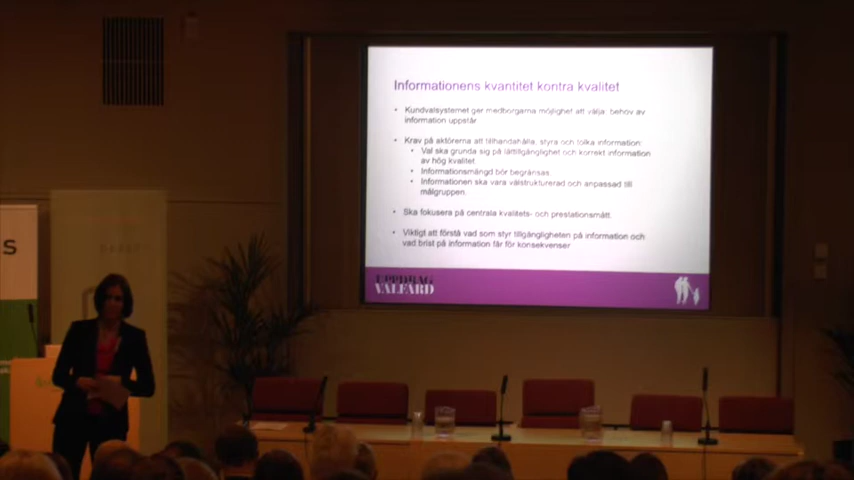 Informationens kvantitet kontra kvalitet
• Kundvalsystemet ger medborgarna möjlighet att välja: behov av
information uppstår
• Krav på aktörerna att tillhandahålla, styra och tolka information:
• Val ska grunda sig på lättillgänglighet och korrekt information
av hög kvalitet.
• Informationsmängd bör begränsas.
• Informationen ska vara välstrukturerad och anpassad till
målgruppen.
• Ska fokusera på centrala kvalitets- och prestationsmått.
• Viktigt att förstå vad som styr tillgängligheten på information och
vad brist på information får för konsekvenser
UPPDRAG
VÄLFÄRD
S